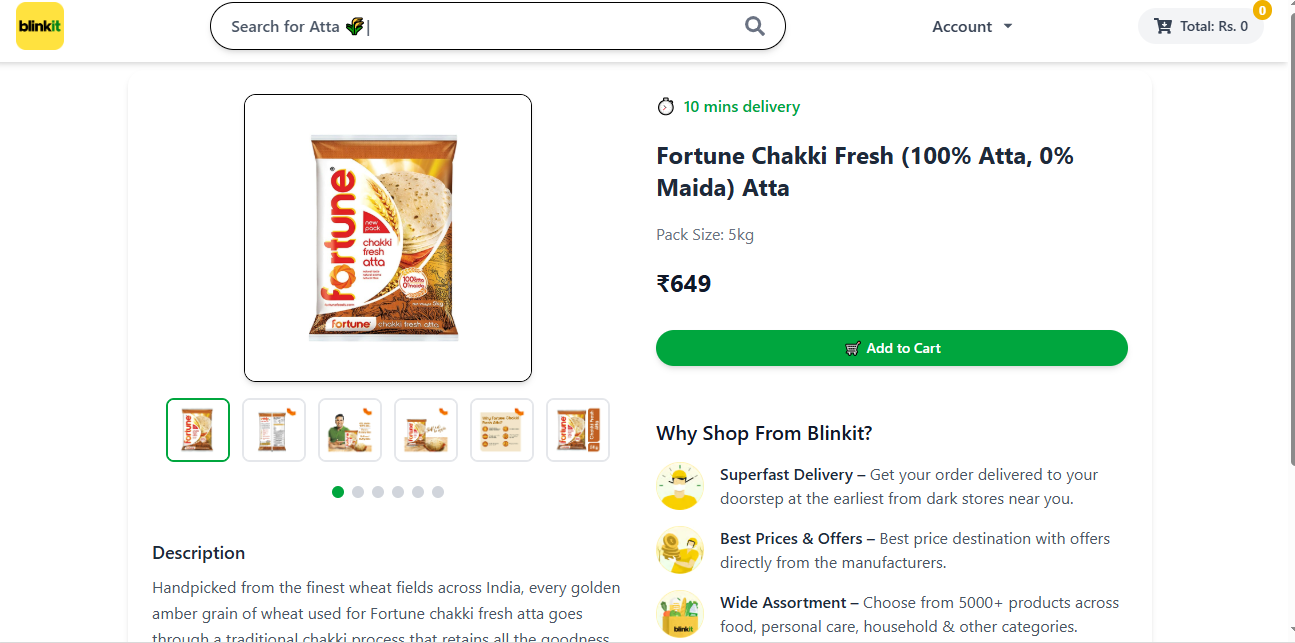 blinkit
Search for Atta
Account
Total: Rs. 0
0
fortune
new
pack
chakki
fresh
atta
100% atta
0% maida
fortune
chakki fresh atta
10 mins delivery
Fortune Chakki Fresh (100% Atta, 0%
Maida) Atta
Pack Size: 5kg
₹649
Add to Cart
Why Shop From Blinkit?
Superfast Delivery – Get your order delivered to your
doorstep at the earliest from dark stores near you.
Best Prices & Offers – Best price destination with offers
directly from the manufacturers.
Wide Assortment – Choose from 5000+ products across
food, personal care, household & other categories.
blinkit
Description
Handpicked from the finest wheat fields across India, every golden
amber grain of wheat used for Fortune chakki fresh atta goes
through a traditional chakki process that retains all the goodness